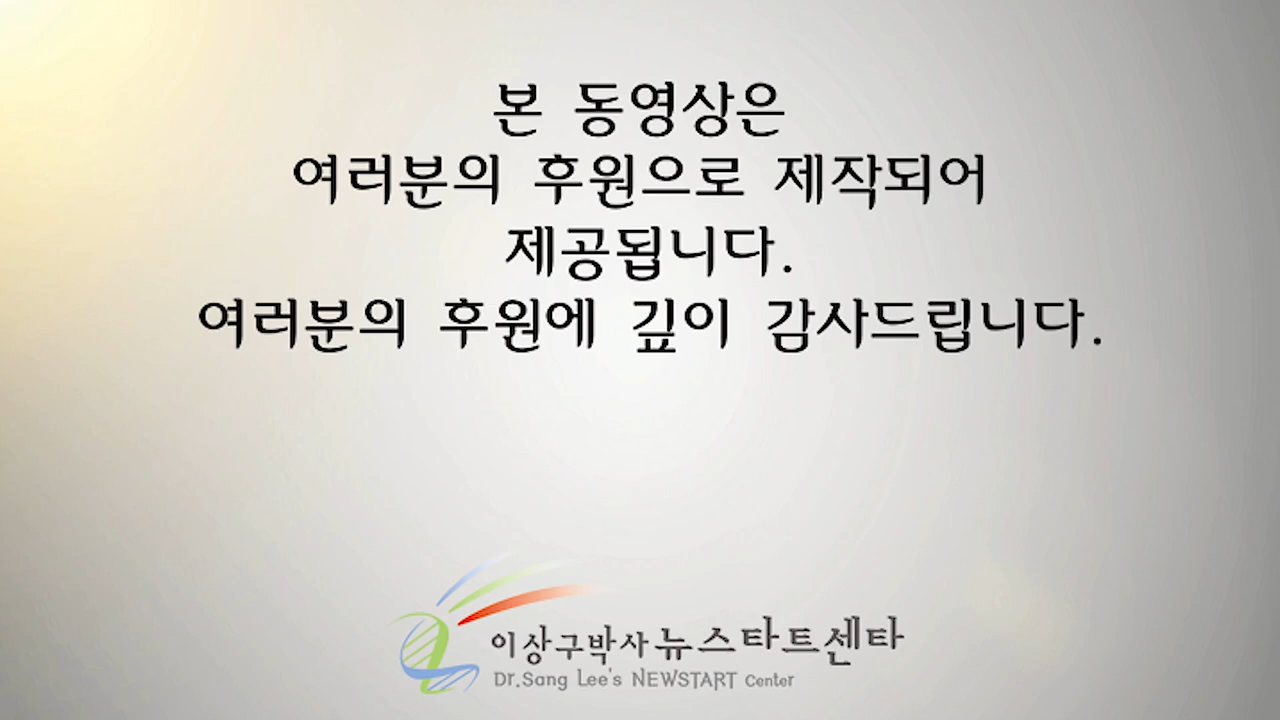 본 동영상은
여러분의 후원으로 제작되어
제공됩니다.
여러분의 후원에 깊이 감사드립니다.
이상구박사 뉴스타트센타
Dr.Sang Lee's NEWSTART Center